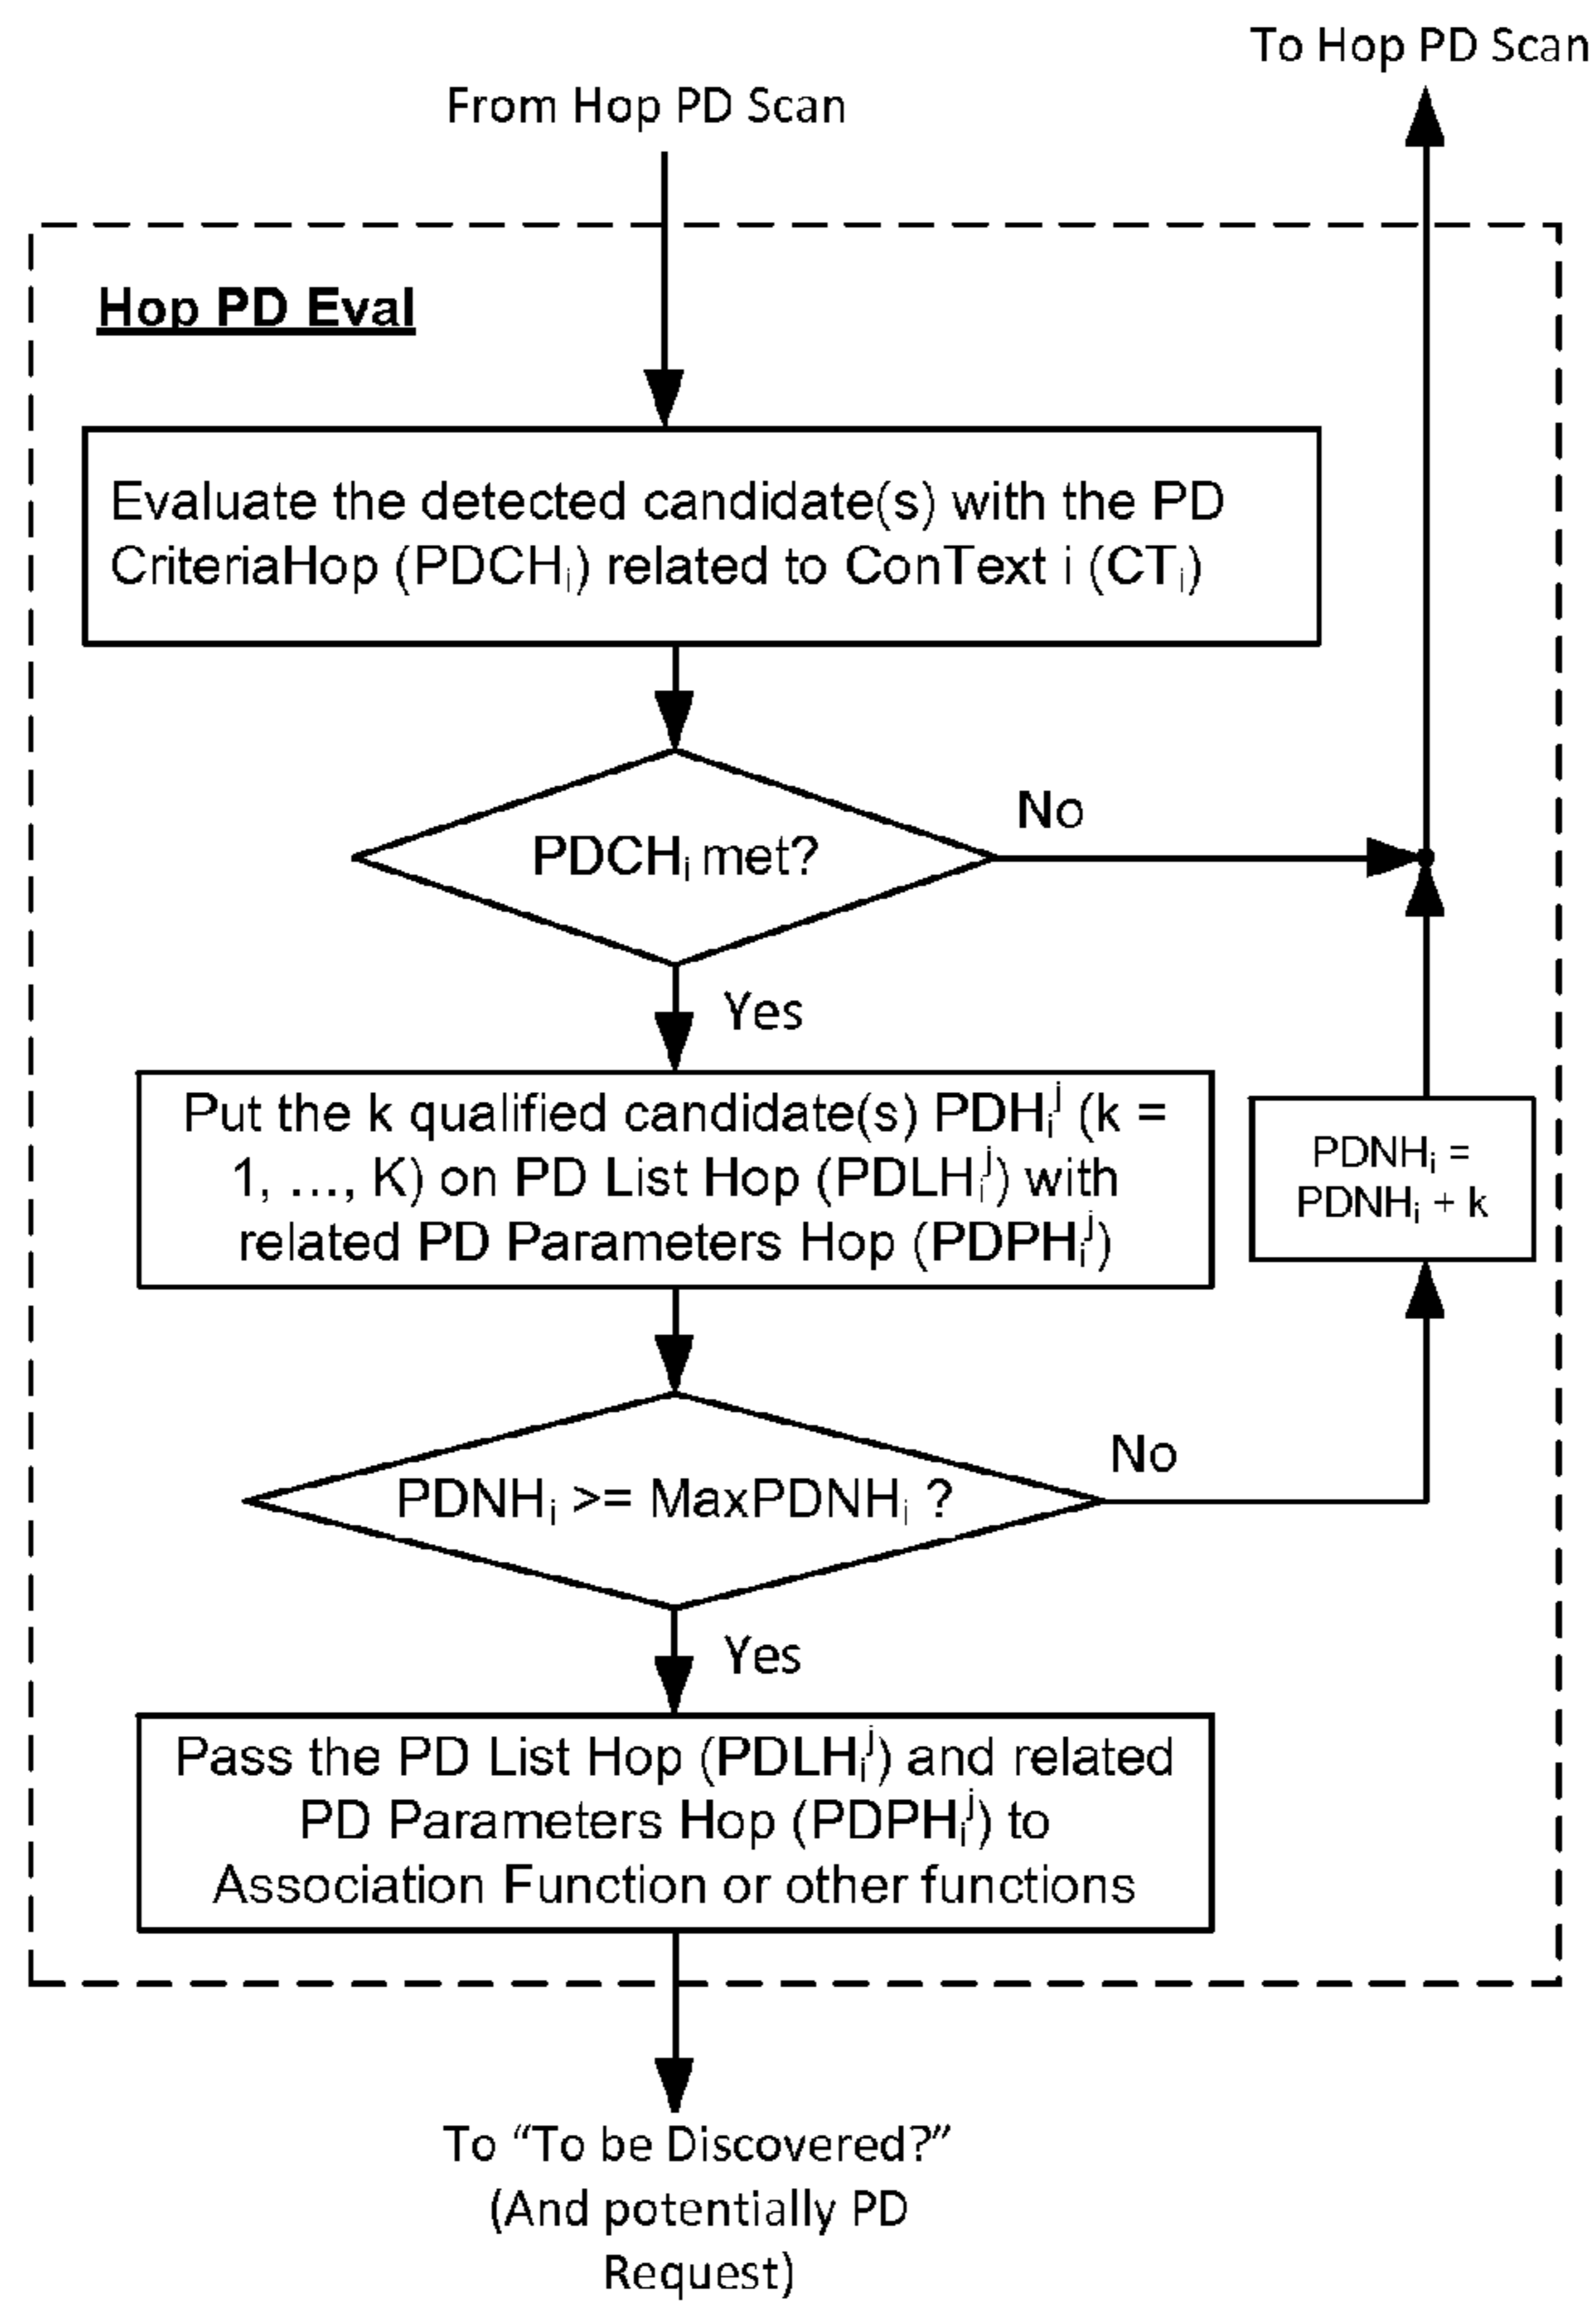 To Hop PD Scan
From Hop PD Scan
Hop PD Eval
Evaluate the detected candidate(s) with the PD
CriteriaHop (PDCHᵢ) related to ConText i (CTᵢ)
PDCHᵢ met?
No
Yes
Put the k qualified candidate(s) PDHᵢʲ (k =
1, ..., K) on PD List Hop (PDLHᵢʲ) with
related PD Parameters Hop (PDPHᵢʲ)
PDNHᵢ =
PDNHᵢ + k
PDNHᵢ >= MaxPDNHᵢ ?
No
Yes
Pass the PD List Hop (PDLHᵢʲ) and related
PD Parameters Hop (PDPHᵢʲ) to
Association Function or other functions
To “To be Discovered?”
(And potentially PD
Request)